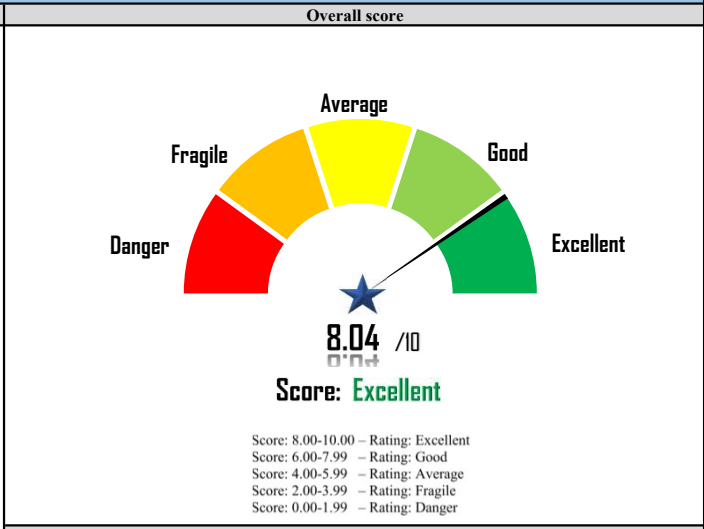 Overall score
Average
Fragile
Good
Danger
Excellent
8.04 /10
Score: Excellent
Score: 8.00-10.00 – Rating: Excellent
Score: 6.00-7.99 – Rating: Good
Score: 4.00-5.99 – Rating: Average
Score: 2.00-3.99 – Rating: Fragile
Score: 0.00-1.99 – Rating: Danger